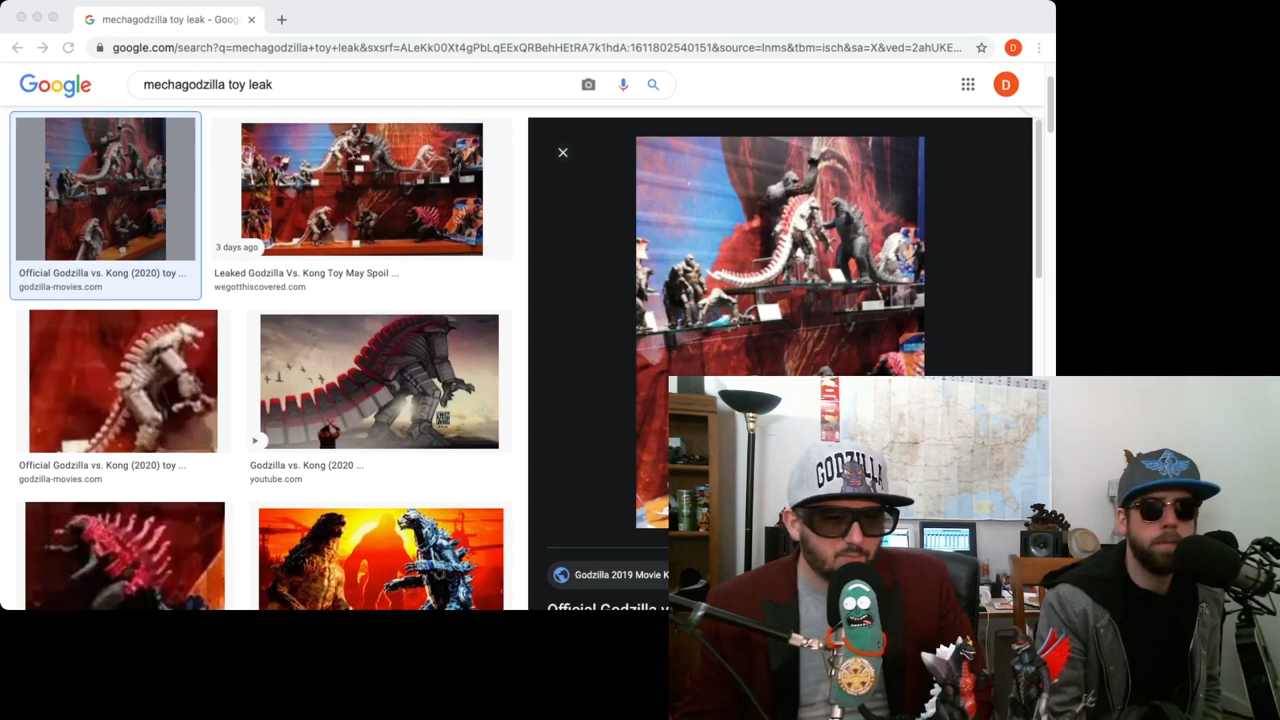 mechagodzilla toy leak - Goog
google.com/search?q=mechagodzilla+toy+leak&sxsrf=ALeKk00Xt4gPbLqEExQRBehHEtRA7k1hdA:1611802540151&source=lnms&tbm=isch&sa=X&ved=2ahUKE...
D
Google
mechagodzilla toy leak
D
3 days ago
Official Godzilla vs. Kong (2020) toy ...
godzilla-movies.com
Leaked Godzilla Vs. Kong Toy May Spoil ...
wegotthiscovered.com
Official Godzilla vs. Kong (2020) toy ...
godzilla-movies.com
Godzilla vs. Kong (2020 ...
youtube.com
Godzilla 2019 Movie K
Official Godzilla v
GODZILLA